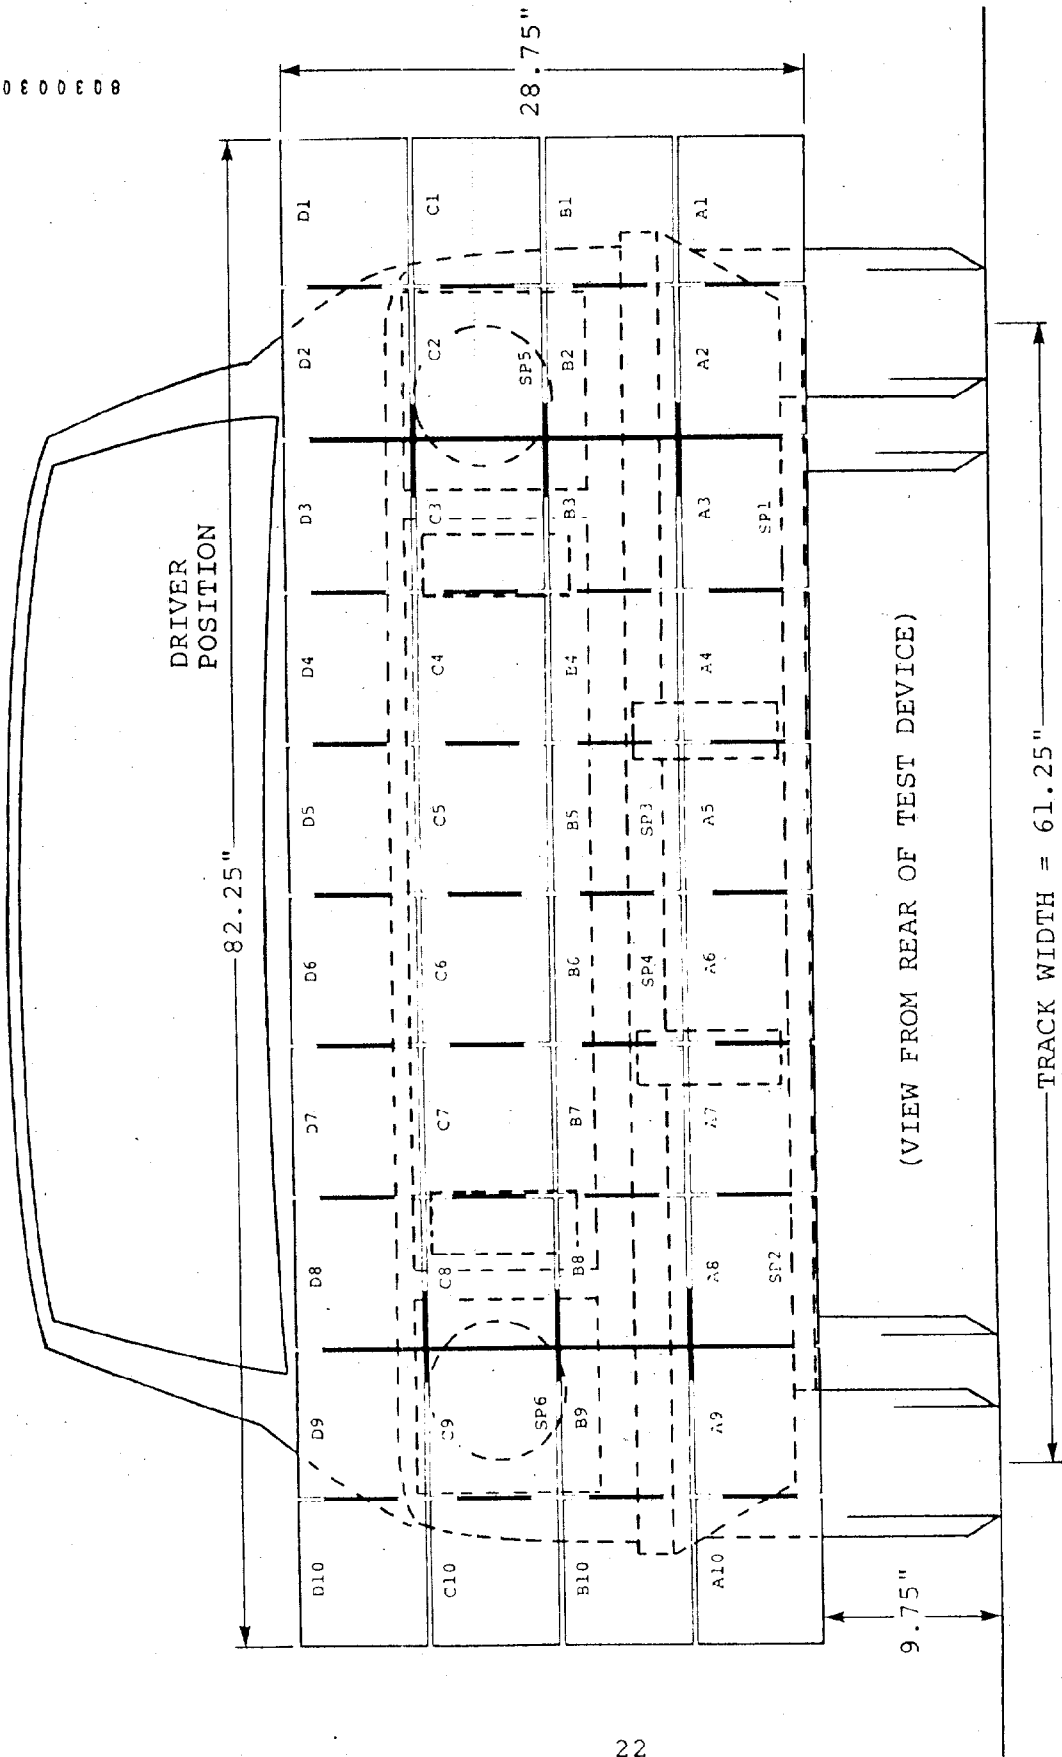 DRIVER
POSITION
82.25"
28.75"
D10 D9 D8 D7 D6 D5 D4 D3 D2 D1
C10 C9 C8 C7 C6 C5 C4 C3 C2 C1
SP6 SP5
B10 B9 B8 B7 B6 B5 B4 B3 B2 B1
SP4 SP3
A10 A9 A8 A7 A6 A5 A4 A3 A2 A1
SP2 SP1
9.75"
(VIEW FROM REAR OF TEST DEVICE)
TRACK WIDTH = 61.25"
22